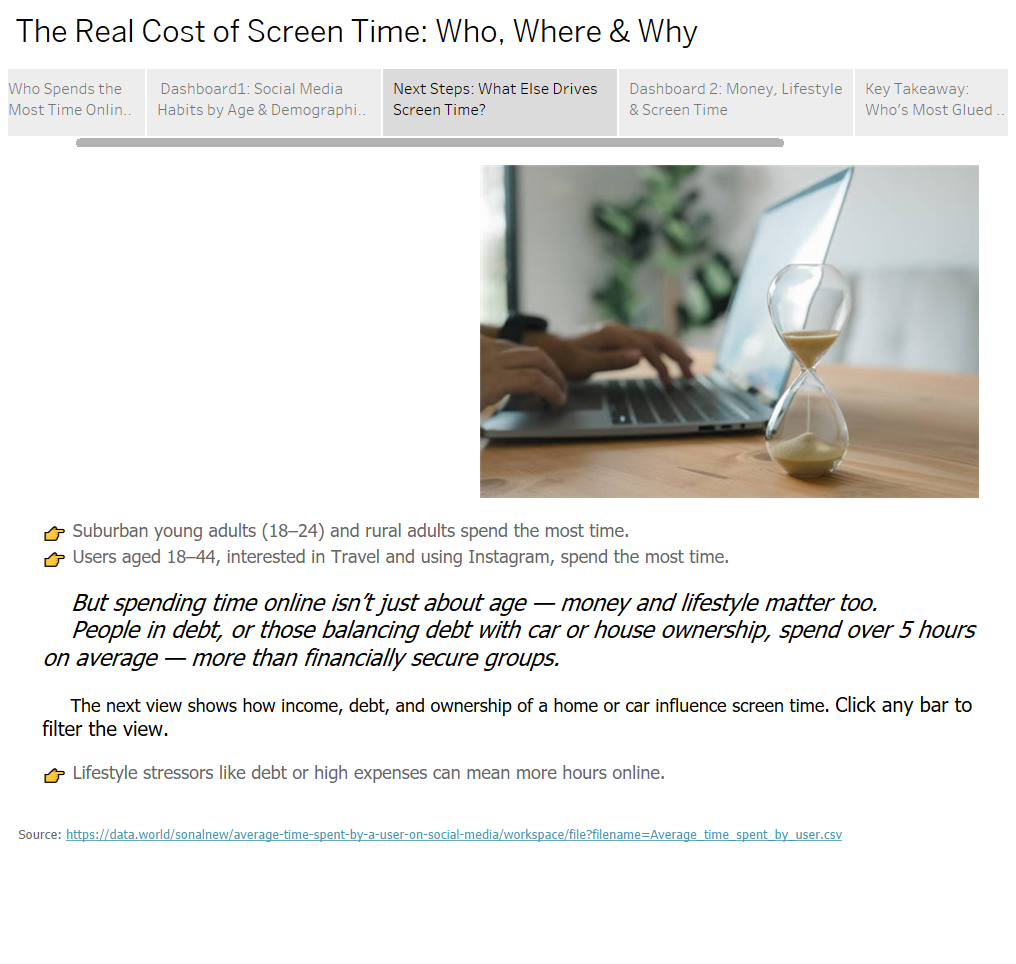 The Real Cost of Screen Time: Who, Where & Why
Who Spends the
Most Time Onlin..
Dashboard1: Social Media
Habits by Age & Demographi..
Next Steps: What Else Drives
Screen Time?
Dashboard 2: Money, Lifestyle
& Screen Time
Key Takeaway:
Who's Most Glued ..
👉 Suburban young adults (18–24) and rural adults spend the most time.
👉 Users aged 18–44, interested in Travel and using Instagram, spend the most time.
But spending time online isn't just about age — money and lifestyle matter too.
People in debt, or those balancing debt with car or house ownership, spend over 5 hours
on average — more than financially secure groups.
The next view shows how income, debt, and ownership of a home or car influence screen time. Click any bar to
filter the view.
👉 Lifestyle stressors like debt or high expenses can mean more hours online.
Source: https://data.world/sonalnew/average-time-spent-by-a-user-on-social-media/workspace/file?filename=Average_time_spent_by_user.csv